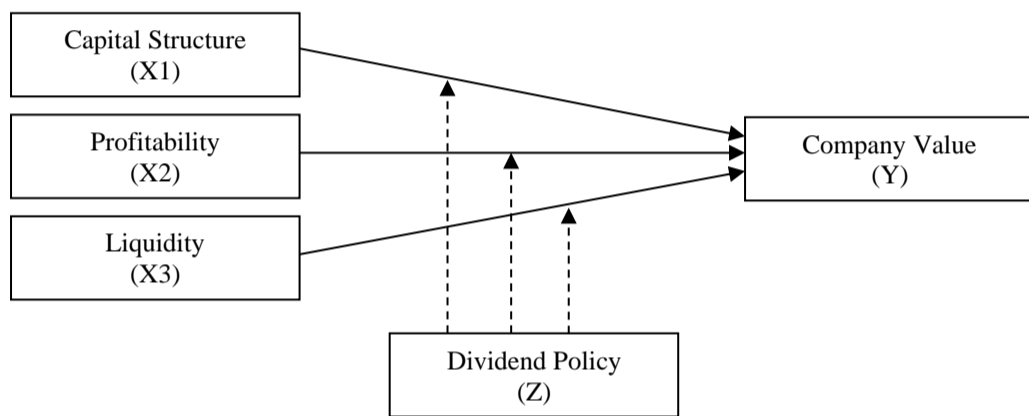 Capital Structure
(X1)
Profitability
(X2)
Company Value
(Y)
Liquidity
(X3)
Dividend Policy
(Z)